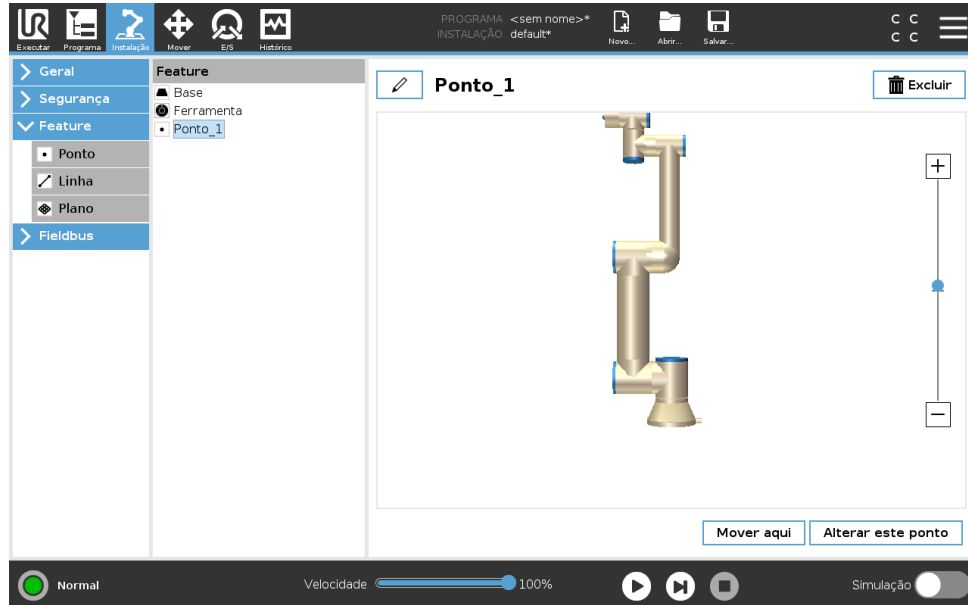 UR
Executar
Programa
Instalação
Mover
E/S
Histórico
PROGRAMA <sem nome>*
INSTALAÇÃO default*
Novo...
Abrir...
Salvar...
C C
C C
Geral
Segurança
Feature
Ponto
Linha
Plano
Fieldbus
Feature
Base
Ferramenta
Ponto_1
Ponto_1
Excluir
+
−
Mover aqui
Alterar este ponto
Normal
Velocidade
100%
Simulação